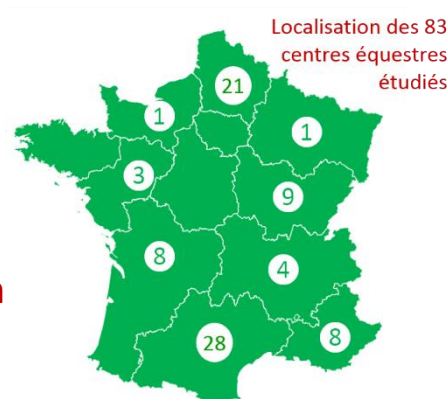 Localisation des 83
centres équestres
étudiés
21
1
1
3
9
8
4
28
8
n